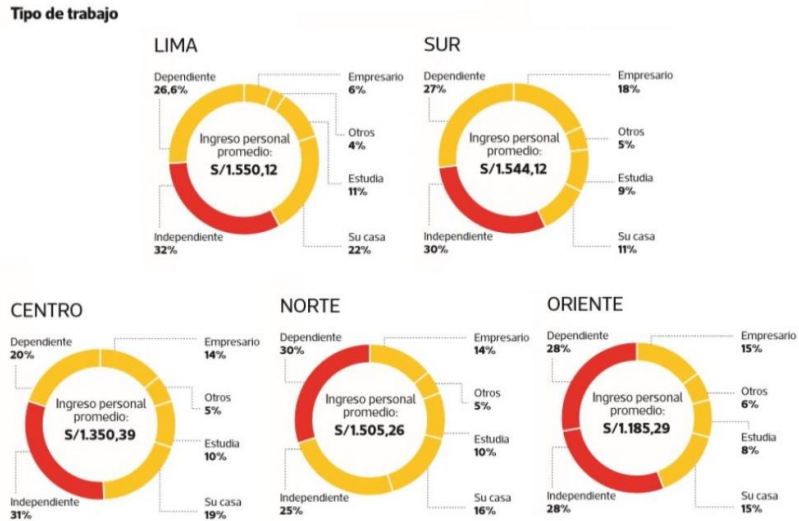 Tipo de trabajo
LIMA
Dependiente
26,6%
Empresario
6%
Otros
4%
Estudia
11%
Su casa
22%
Independiente
32%
Ingreso personal
promedio:
S/1.550,12
SUR
Dependiente
27%
Empresario
18%
Otros
5%
Estudia
9%
Su casa
11%
Independiente
30%
Ingreso personal
promedio:
S/1.544,12
CENTRO
Dependiente
20%
Empresario
14%
Otros
5%
Estudia
10%
Su casa
19%
Independiente
31%
Ingreso personal
promedio:
S/1.350,39
NORTE
Dependiente
30%
Empresario
14%
Otros
5%
Estudia
10%
Su casa
16%
Independiente
25%
Ingreso personal
promedio:
S/1.505,26
ORIENTE
Dependiente
28%
Empresario
15%
Otros
6%
Estudia
8%
Su casa
15%
Independiente
28%
Ingreso personal
promedio:
S/1.185,29